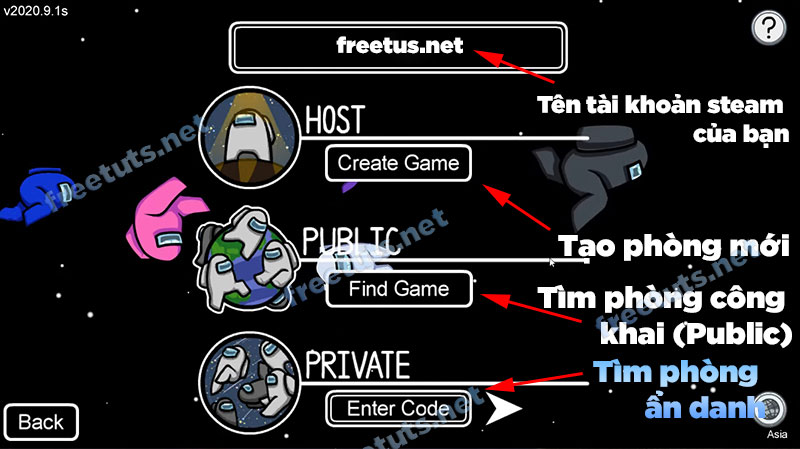 v2020.9.1s
?
freetus.net
Tên tài khoản steam
của bạn
HOST
Create Game
freetuts.net
Tạo phòng mới
PUBLIC
Find Game
freetuts.net
Tìm phòng công
khai (Public)
freetuts.net
PRIVATE
Enter Code
freetuts.net
Tìm phòng
ẩn danh
Back
Asia